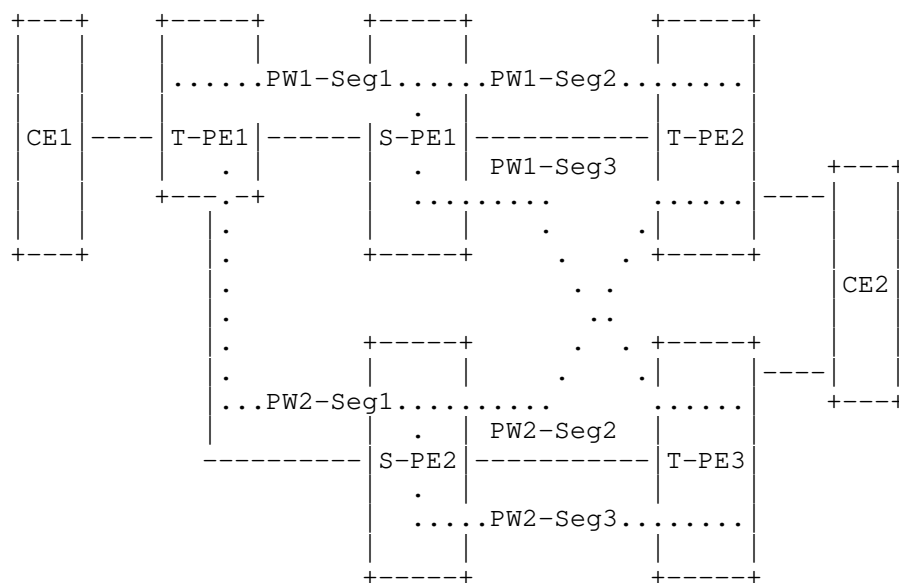 PW1-Seg1 PW1-Seg2
CE1 T-PE1 S-PE1 T-PE2
PW1-Seg3
CE2
PW2-Seg1
PW2-Seg2
S-PE2 T-PE3
PW2-Seg3